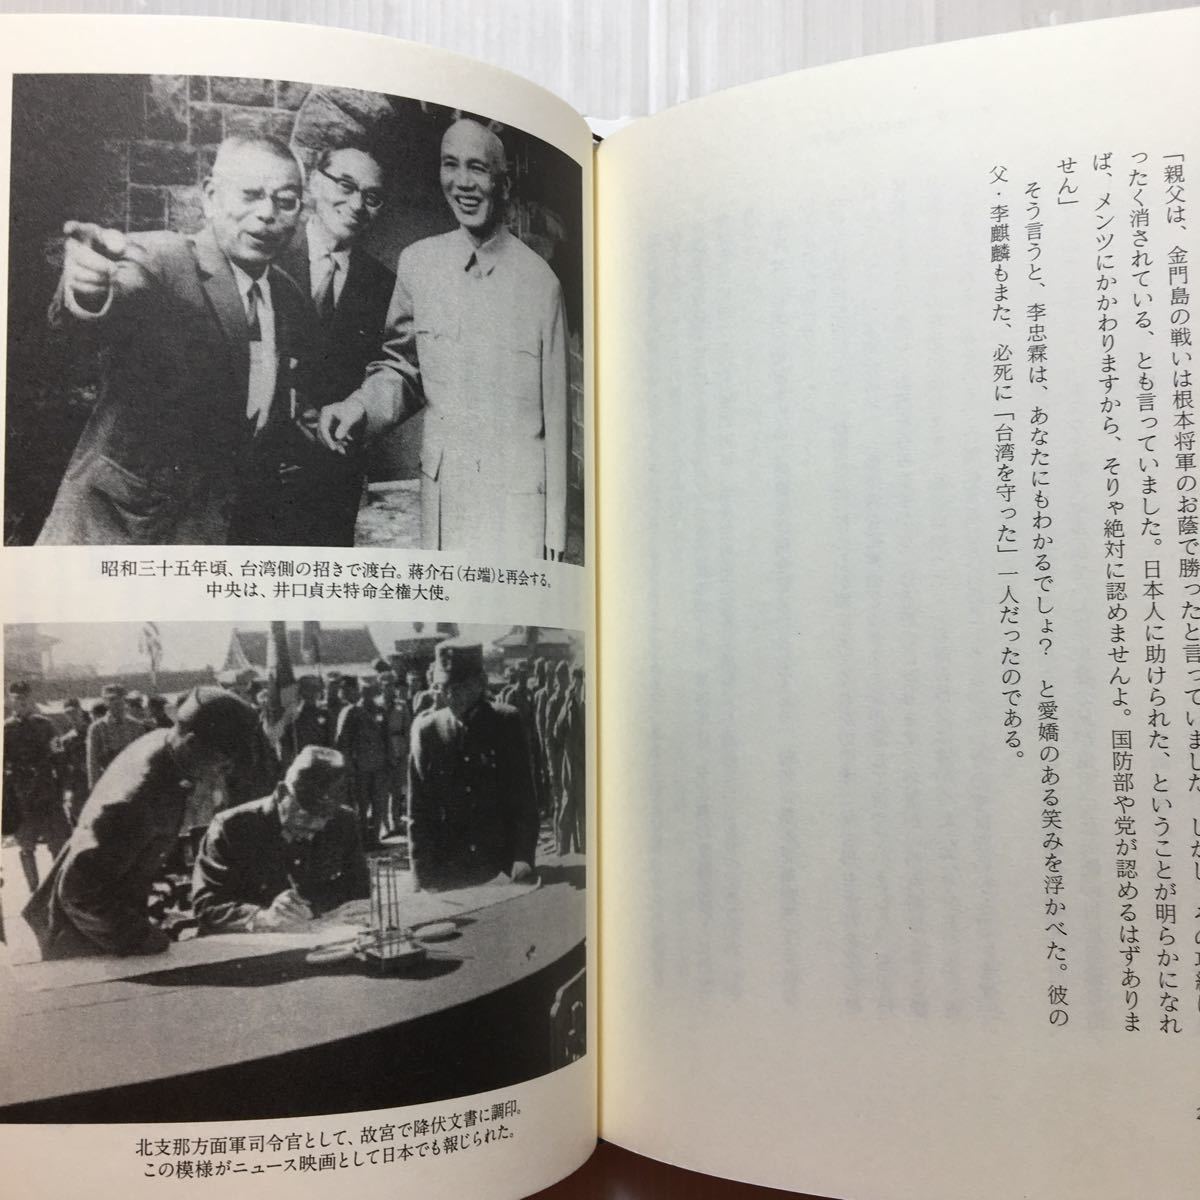 「親父は、金門島の戦いは根本将軍のお蔭で勝ったと言っていました。しかし、その功績は
ったく消されている、とも言っていました。日本人に助けられた、ということが明らかになれ
ば、メンツにかかわりますから、そりゃ絶対に認めませんよ。国防部や党が認めるはずありま
せん」
そう言うと、李忠霖は、あなたにもわかるでしょ？　と愛嬌のある笑みを浮かべた。彼の
父・李麒麟もまた、必死に「台湾を守った」一人だったのである。
昭和三十五年頃、台湾側の招きで渡台。蔣介石（右端）と再会する。
中央は、井口貞夫特命全権大使。
北支那方面軍司令官として、故宮で降伏文書に調印。
この模様がニュース映画として日本でも報じられた。